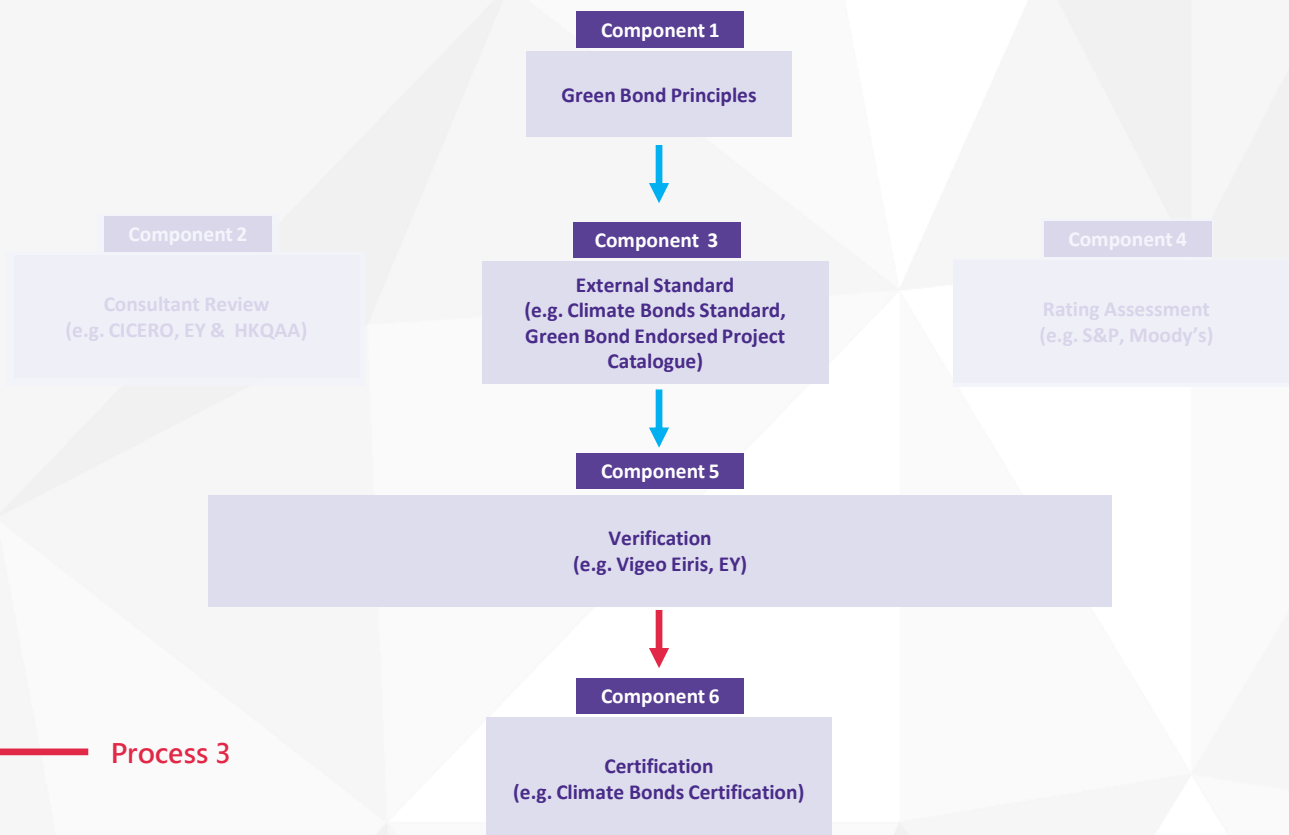 Component 1
Green Bond Principles
Component 2
Consultant Review
(e.g. CICERO, EY & HKQAA)
Component 3
External Standard
(e.g. Climate Bonds Standard,
Green Bond Endorsed Project
Catalogue)
Component 4
Rating Assessment
(e.g. S&P, Moody's)
Component 5
Verification
(e.g. Vigeo Eiris, EY)
Component 6
Certification
(e.g. Climate Bonds Certification)
Process 3